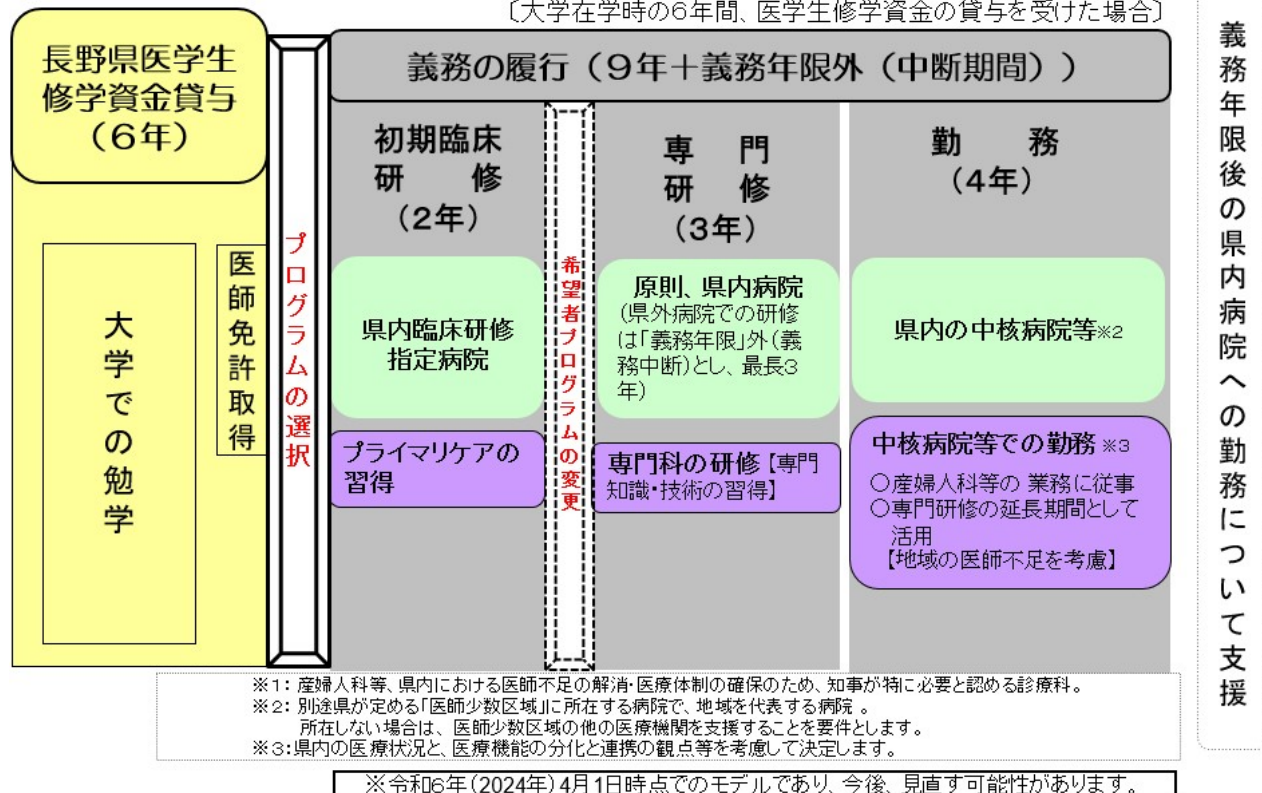 〔大学在学時の6年間、医学生修学資金の貸与を受けた場合〕
長野県医学生
修学資金貸与
(6年)
義務の履行(9年+義務年限外(中断期間))
大学での勉学
医師免許取得
プログラムの選択
初期臨床
研　修
(2年)
県内臨床研修
指定病院
プライマリケアの
習得
希望者プログラムの変更
専　門
研　修
(3年)
原則、県内病院
(県外病院での研修
は「義務年限」外(義
務中断)とし、最長3
年)
専門科の研修【専門
知識・技術の習得】
勤　務
(4年)
県内の中核病院等※2
中核病院等での勤務 ※3
○産婦人科等の 業務に従事
○専門研修の延長期間として
活用
【地域の医師不足を考慮】
義務年限後の県内病院への勤務について支援
※1：産婦人科等、県内における医師不足の解消・医療体制の確保のため、知事が特に必要と認める診療科。
※2：別途県が定める「医師少数区域」に所在する病院で、地域を代表する病院 。
所在しない場合は、医師少数区域の他の医療機関を支援することを要件とします。
※3:県内の医療状況と、医療機能の分化と連携の観点等を考慮して決定します。
※令和6年(2024年)4月1日時点でのモデルであり、今後、見直す可能性があります。